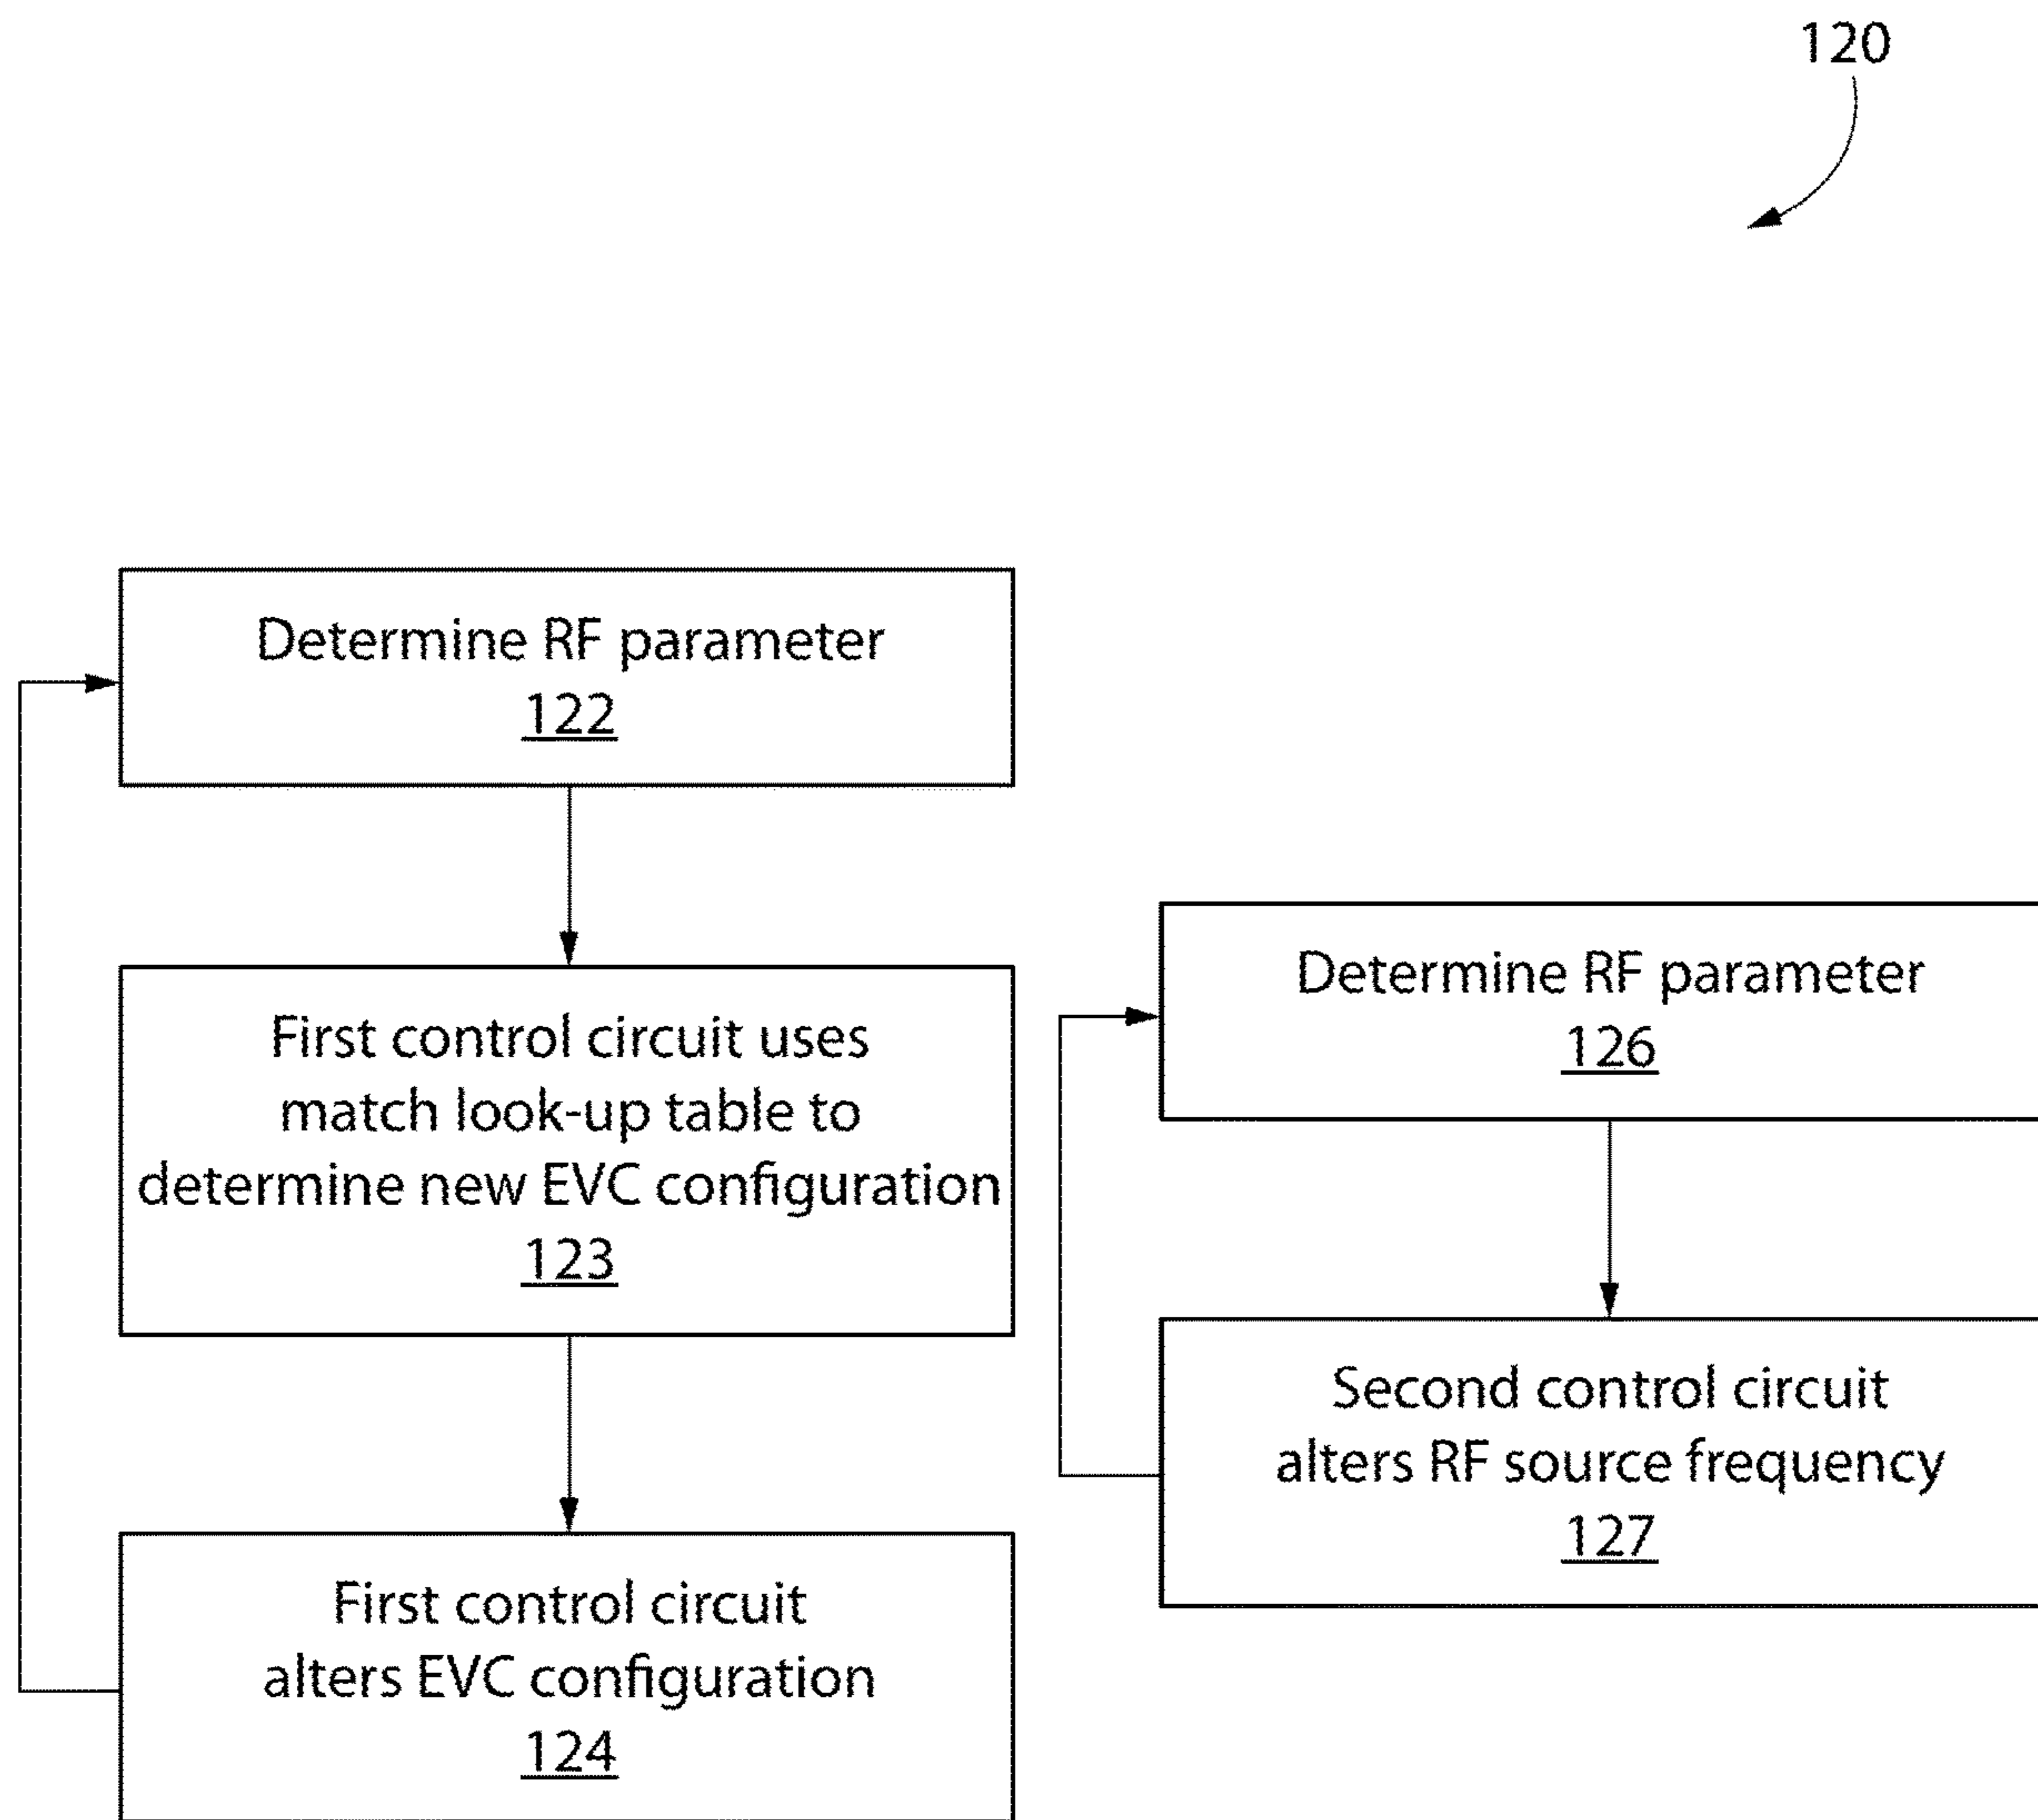 120
Determine RF parameter
122
First control circuit uses
match look-up table to
determine new EVC configuration
123
First control circuit
alters EVC configuration
124
Determine RF parameter
126
Second control circuit
alters RF source frequency
127